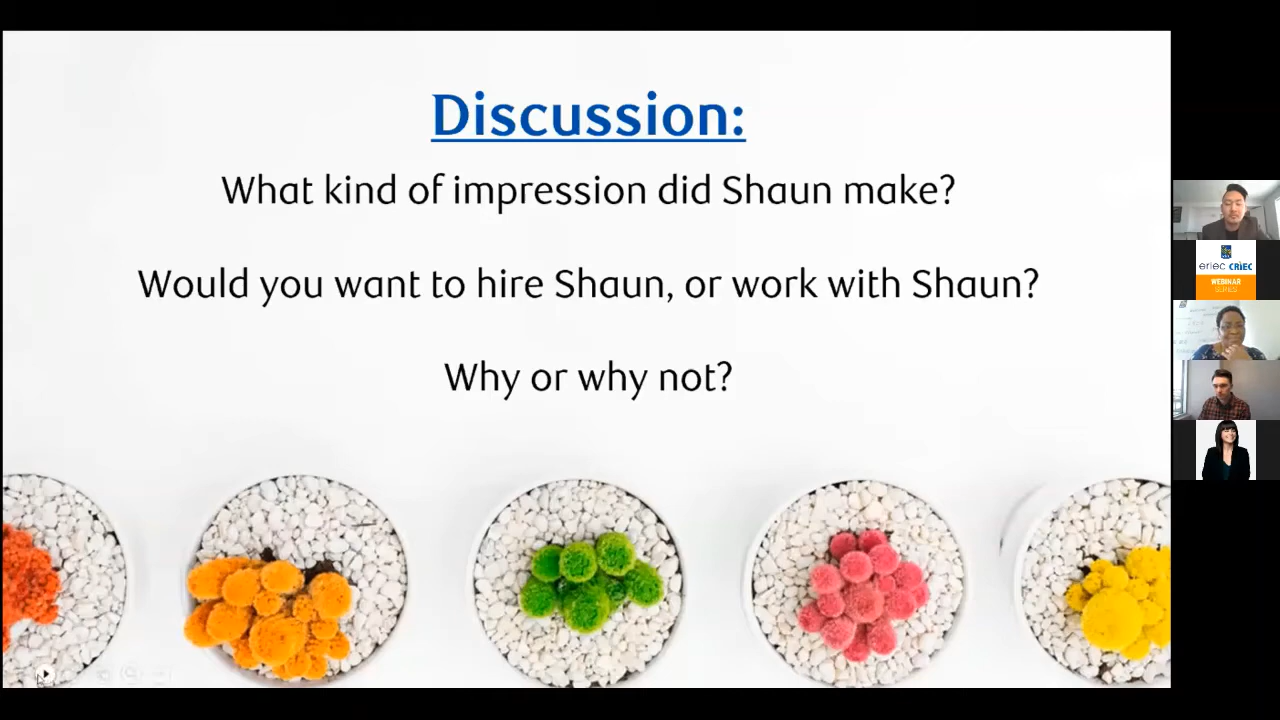 Discussion:
What kind of impression did Shaun make?
Would you want to hire Shaun, or work with Shaun?
Why or why not?
eriec CRIEC
WEBINAR
SERIES